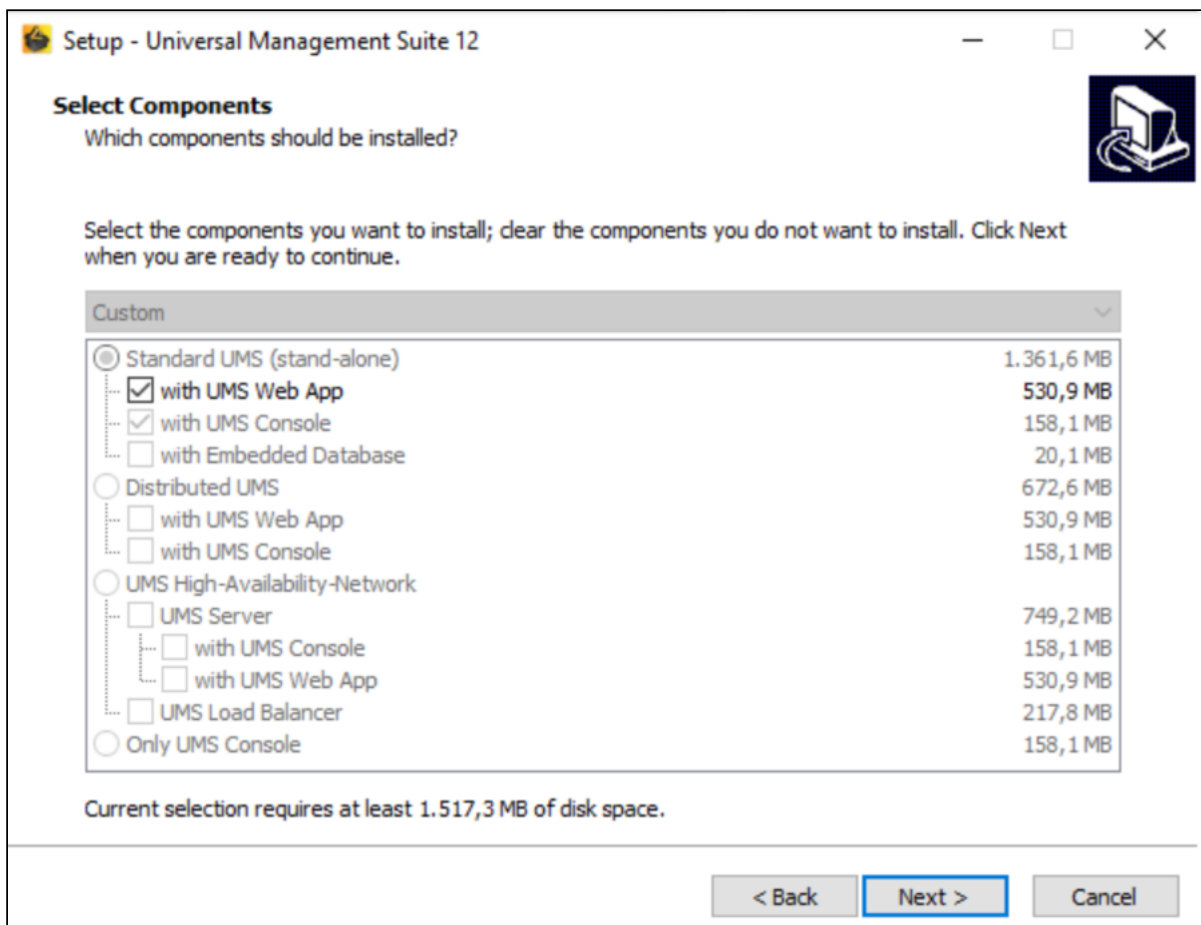 Setup - Universal Management Suite 12
Select Components
Which components should be installed?
Select the components you want to install; clear the components you do not want to install. Click Next
when you are ready to continue.
Custom
Standard UMS (stand-alone) 1.361,6 MB
with UMS Web App 530,9 MB
with UMS Console 158,1 MB
with Embedded Database 20,1 MB
Distributed UMS 672,6 MB
with UMS Web App 530,9 MB
with UMS Console 158,1 MB
UMS High-Availability-Network
UMS Server 749,2 MB
with UMS Console 158,1 MB
with UMS Web App 530,9 MB
UMS Load Balancer 217,8 MB
Only UMS Console 158,1 MB
Current selection requires at least 1.517,3 MB of disk space.
< Back Next > Cancel